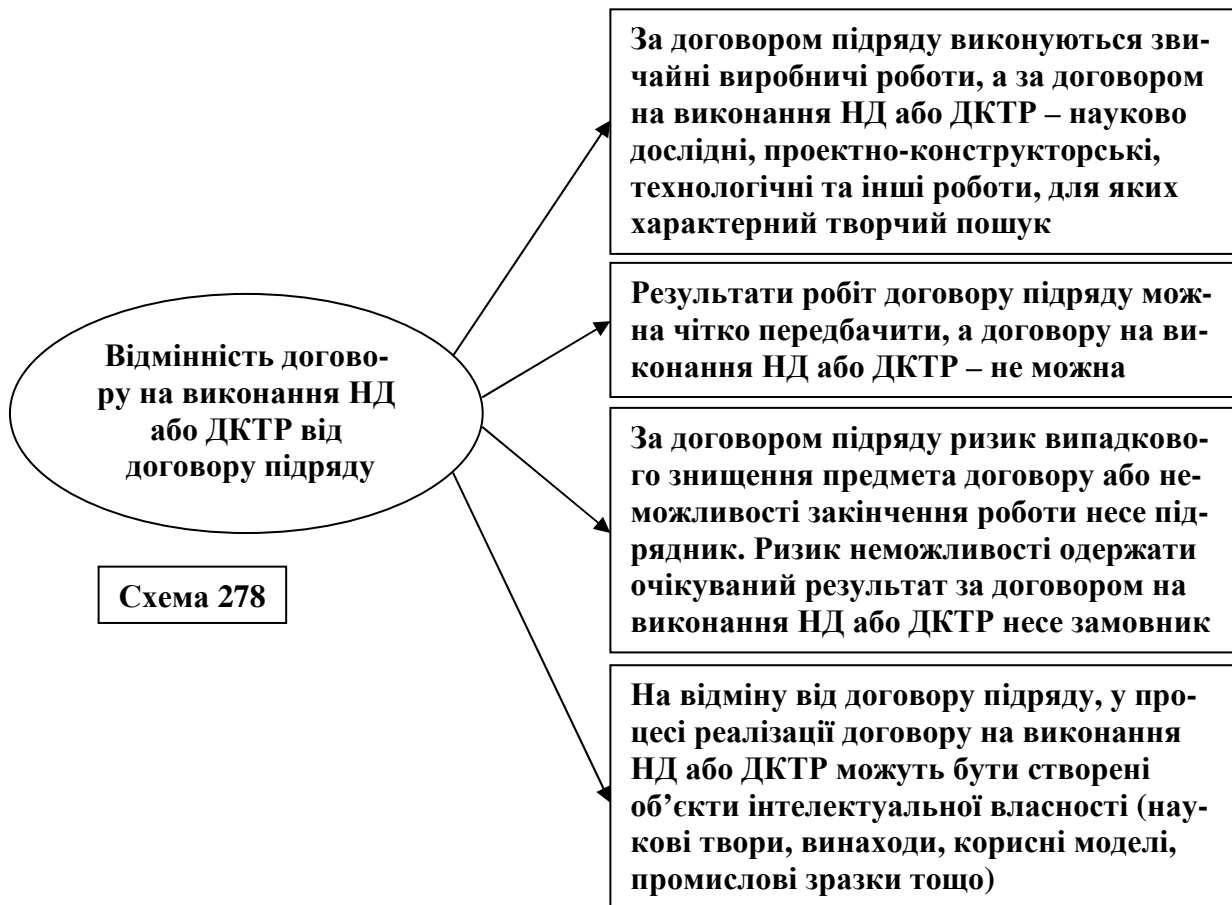 Відмінність догово-
ру на виконання НД
або ДКТР від
договору підряду
Схема 278
За договором підряду виконуються зви-
чайні виробничі роботи, а за договором
на виконання НД або ДКТР – науково
дослідні, проектно-конструкторські,
технологічні та інші роботи, для яких
характерний творчий пошук
Результати робіт договору підряду мож-
на чітко передбачити, а договору на ви-
конання НД або ДКТР – не можна
За договором підряду ризик випадково-
го знищення предмета договору або не-
можливості закінчення роботи несе під-
рядник. Ризик неможливості одержати
очікуваний результат за договором на
виконання НД або ДКТР несе замовник
На відміну від договору підряду, у про-
цесі реалізації договору на виконання
НД або ДКТР можуть бути створені
об’єкти інтелектуальної власності (нау-
кові твори, винаходи, корисні моделі,
промислові зразки тощо)